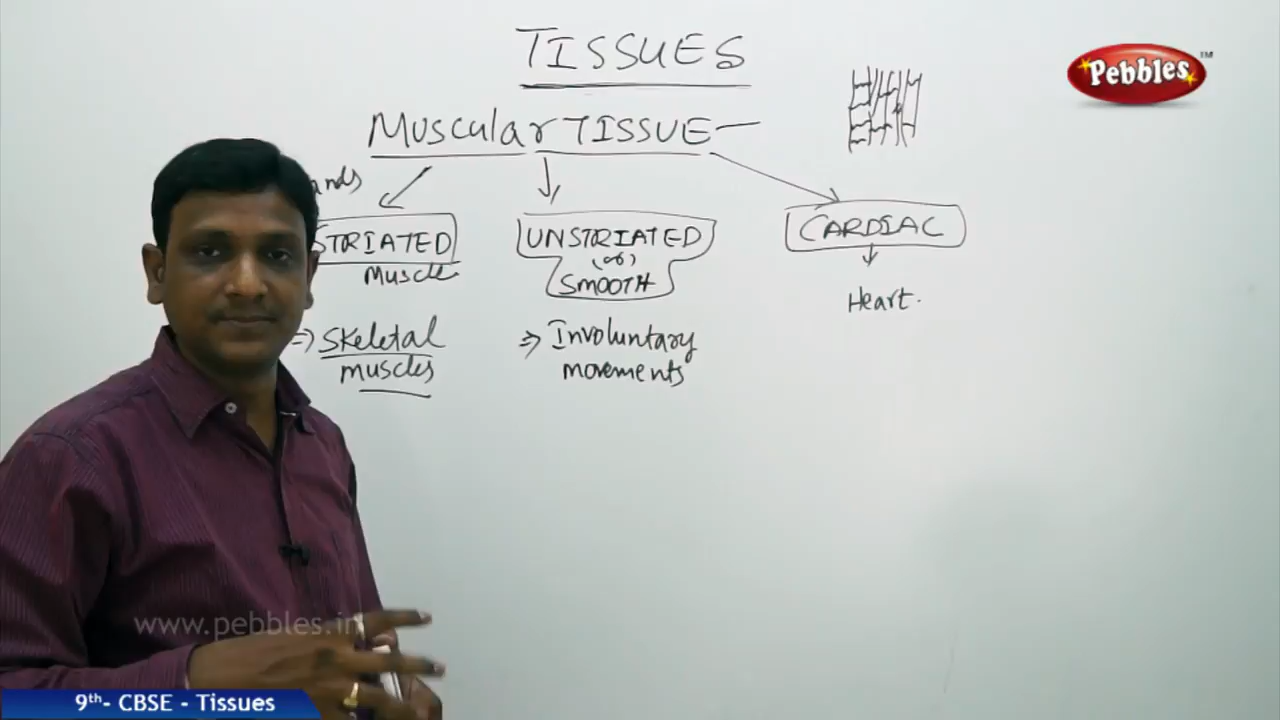 TISSUES
Pebbles™
Muscular TISSUE —
STRIATED
Muscle
UNSTRIATED
(or)
SMOOTH
CARDIAC
Heart.
⇒ Skeletal
muscles
⇒ Involuntary
movements
www.pebbles.in
9th- CBSE - Tissues